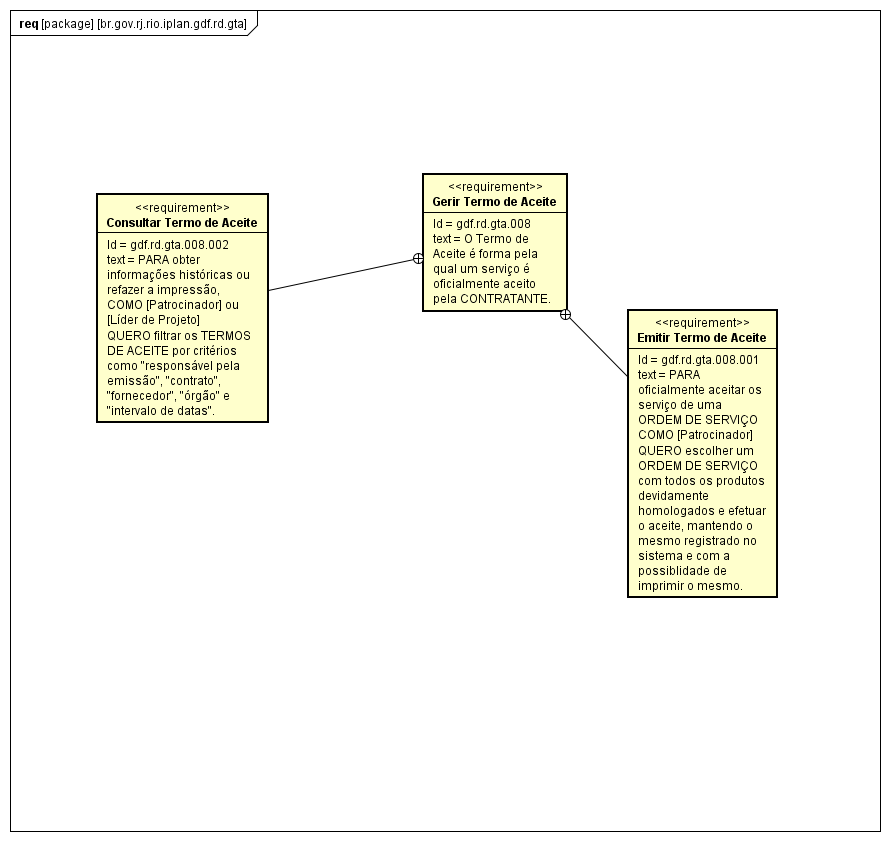 req [package] [br.gov.rj.rio.iplan.gdf.rd.gta]
<<requirement>>
Consultar Termo de Aceite
Id = gdf.rd.gta.008.002
text = PARA obter
informações históricas ou
refazer a impressão,
COMO [Patrocinador] ou
[Líder de Projeto]
QUERO filtrar os TERMOS
DE ACEITE por critérios
como "responsável pela
emissão", "contrato",
"fornecedor", "órgão" e
"intervalo de datas".
<<requirement>>
Gerir Termo de Aceite
Id = gdf.rd.gta.008
text = O Termo de
Aceite é forma pela
qual um serviço é
oficialmente aceito
pela CONTRATANTE.
<<requirement>>
Emitir Termo de Aceite
Id = gdf.rd.gta.008.001
text = PARA
oficialmente aceitar os
serviço de uma
ORDEM DE SERVIÇO
COMO [Patrocinador]
QUERO escolher um
ORDEM DE SERVIÇO
com todos os produtos
devidamente
homologados e efetuar
o aceite, mantendo o
mesmo registrado no
sistema e com a
possiblidade de
imprimir o mesmo.